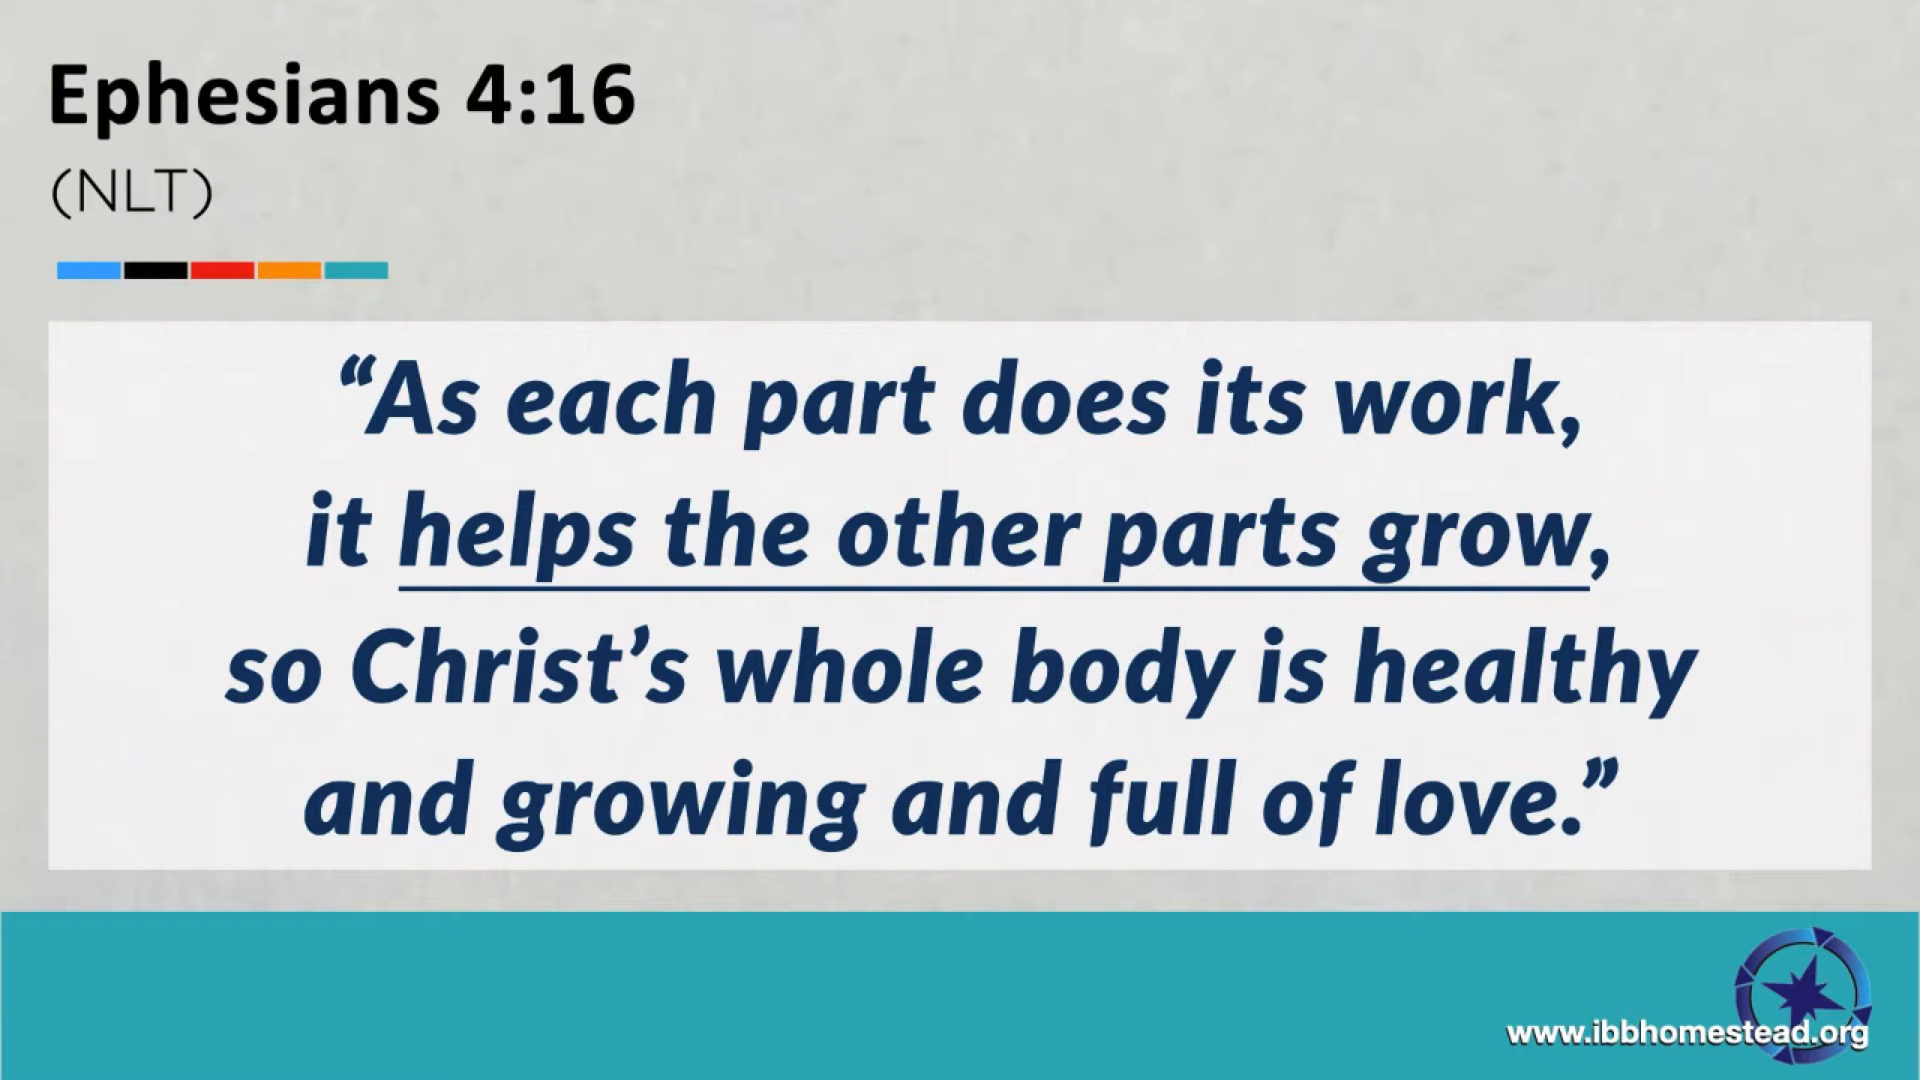 Ephesians 4:16
(NLT)
“As each part does its work,
it helps the other parts grow,
so Christ’s whole body is healthy
and growing and full of love.”
www.ibbhomestead.org